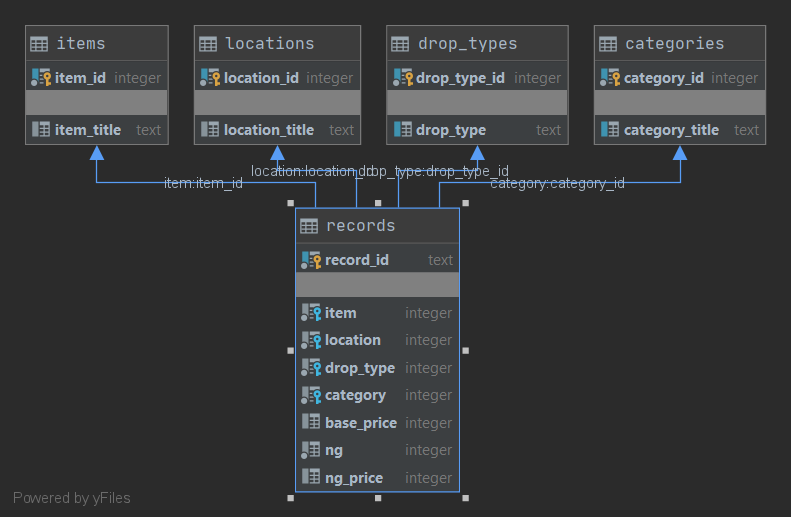 items
item_id integer
item_title text
locations
location_id integer
location_title text
drop_types
drop_type_id integer
drop_type text
categories
category_id integer
category_title text
item:item_id
location:location_id
drop_type:drop_type_id
category:category_id
records
record_id text
item integer
location integer
drop_type integer
category integer
base_price integer
ng integer
ng_price integer
Powered by yFiles